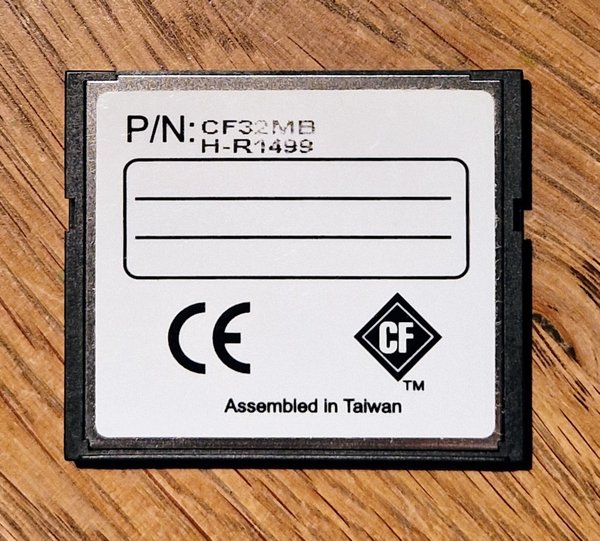 P/N: CF32MB
H-R1499
CE
CF
TM
Assembled in Taiwan